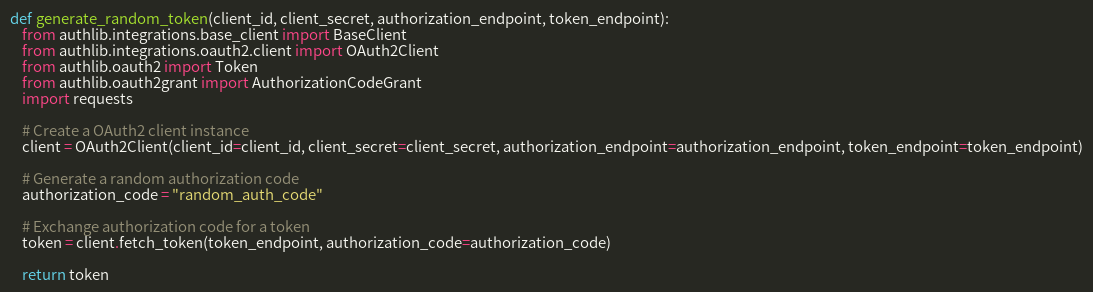 def generate_random_token(client_id, client_secret, authorization_endpoint, token_endpoint):
    from authlib.integrations.base_client import BaseClient
    from authlib.integrations.oauth2.client import OAuth2Client
    from authlib.oauth2 import Token
    from authlib.oauth2grant import AuthorizationCodeGrant
    import requests

    # Create a OAuth2 client instance
    client = OAuth2Client(client_id=client_id, client_secret=client_secret, authorization_endpoint=authorization_endpoint, token_endpoint=token_endpoint)

    # Generate a random authorization code
    authorization_code = "random_auth_code"

    # Exchange authorization code for a token
    token = client.fetch_token(token_endpoint, authorization_code=authorization_code)

    return token